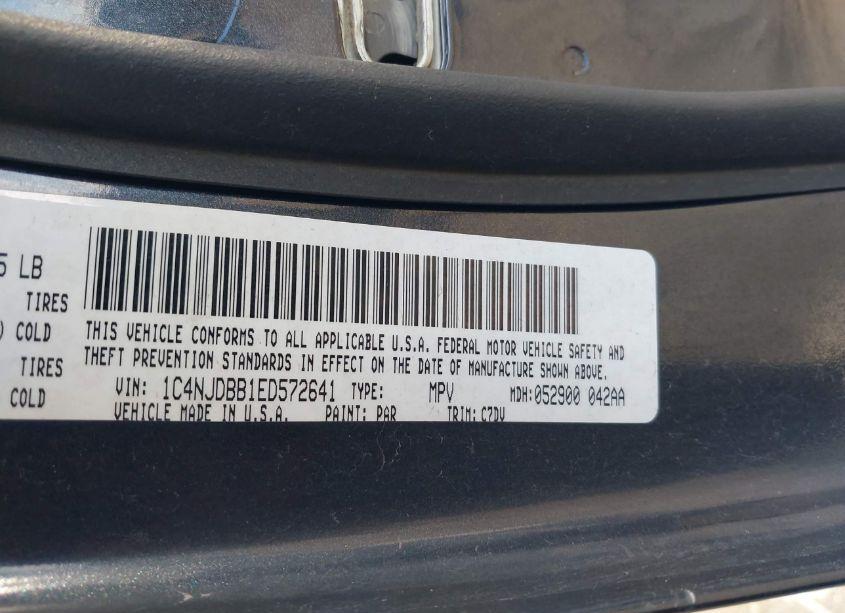 5 LB
TIRES
) COLD
TIRES
COLD
THIS VEHICLE CONFORMS TO ALL APPLICABLE U.S.A. FEDERAL MOTOR VEHICLE SAFETY AND
THEFT PREVENTION STANDARDS IN EFFECT ON THE DATE OF MANUFACTURE SHOWN ABOVE.
VIN: 1C4NJDBB1ED572641 TYPE: MPV MDH:052900 042AA
VEHICLE MADE IN U.S.A. PAINT: PAR TRIM: C7DV